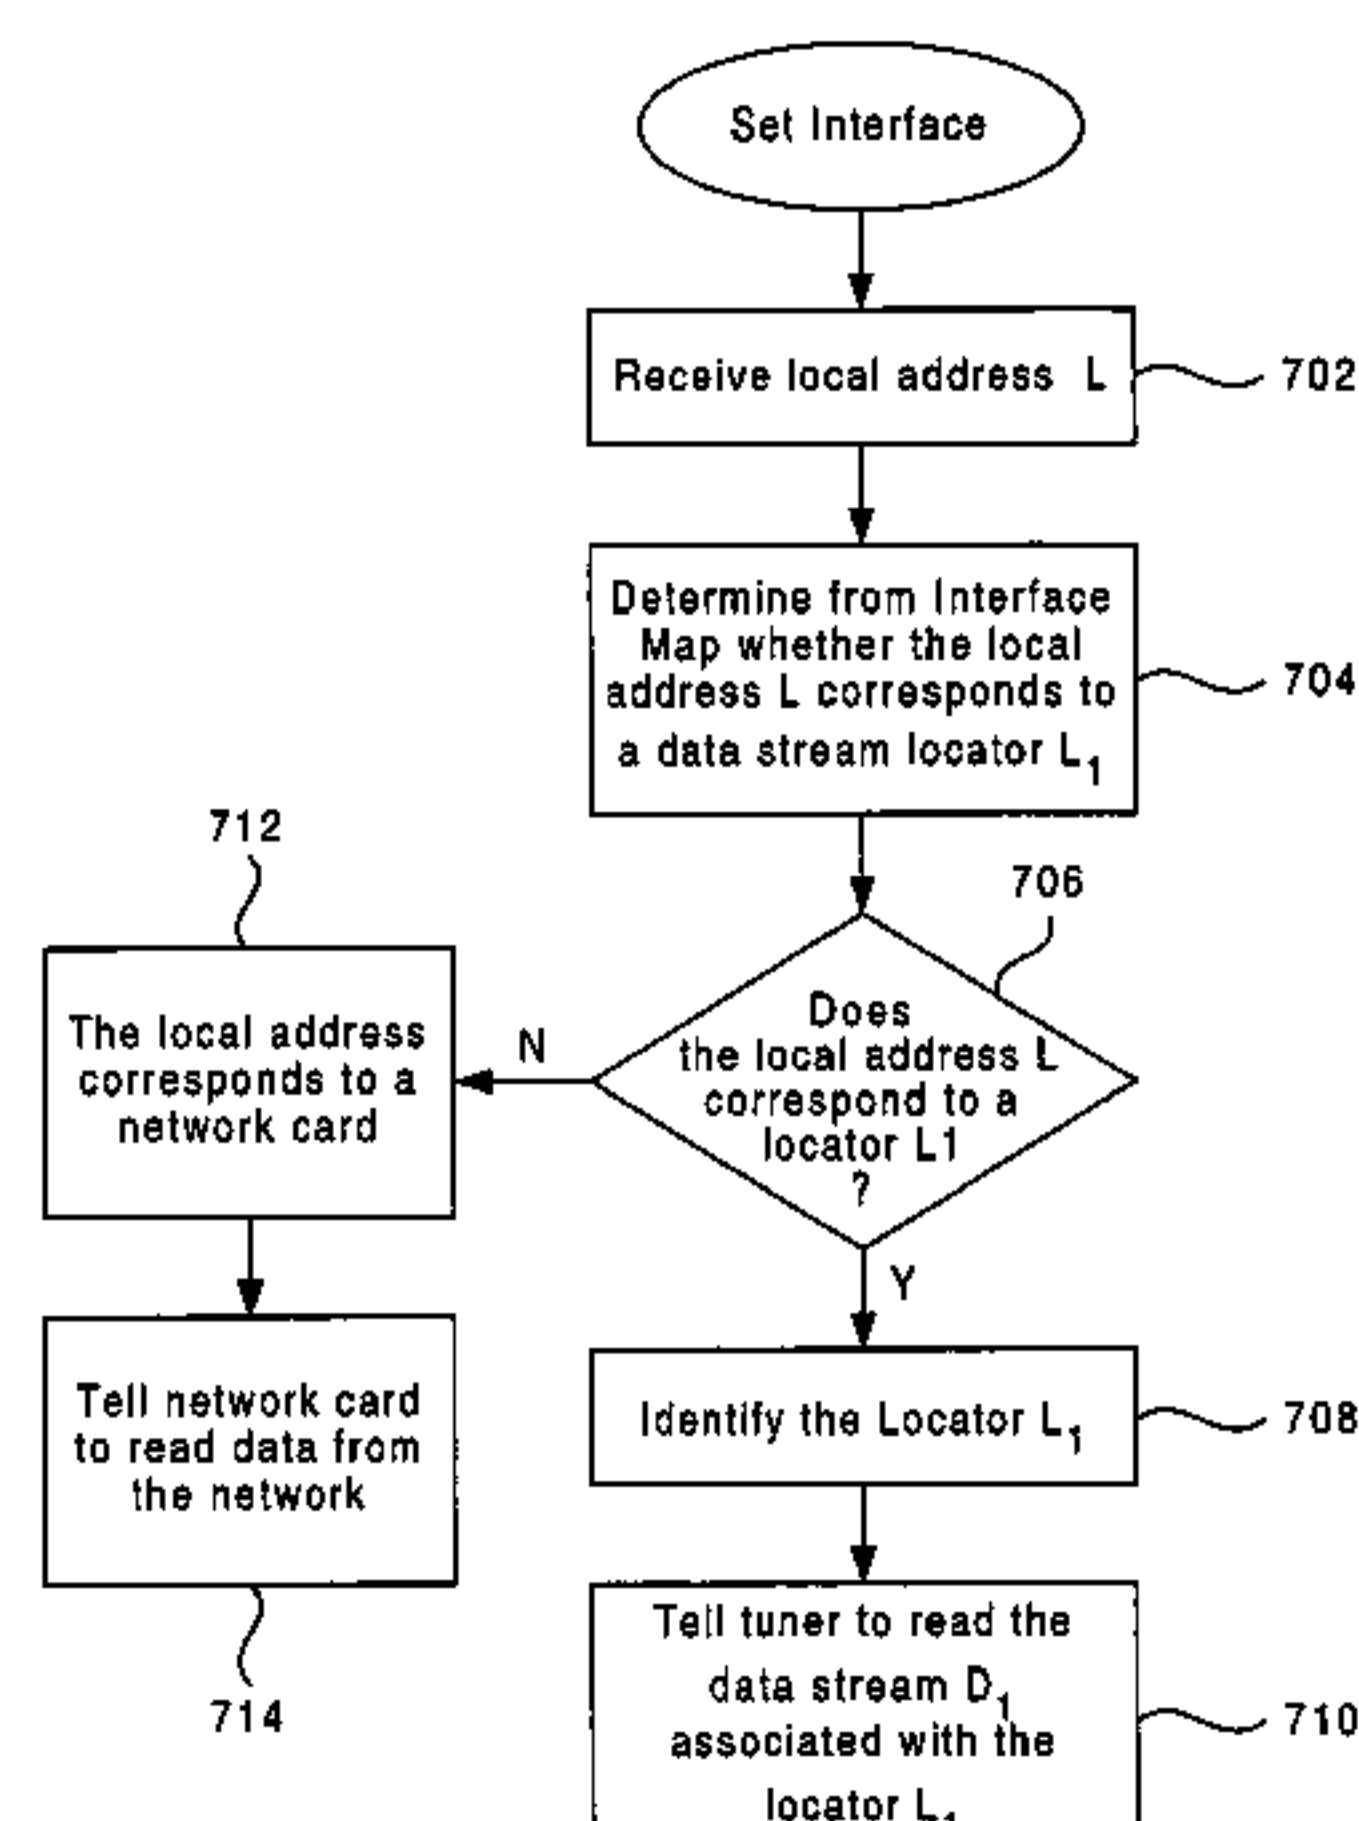 Set Interface
Receive local address L
702
Determine from Interface
Map whether the local
address L corresponds to
a data stream locator L₁
704
712
706
The local address
corresponds to a
network card
N
Does
the local address L
correspond to a
locator L1
?
Y
Tell network card
to read data from
the network
714
Identify the Locator L₁
708
Tell tuner to read the
data stream D₁
associated with the
locator L₁
710